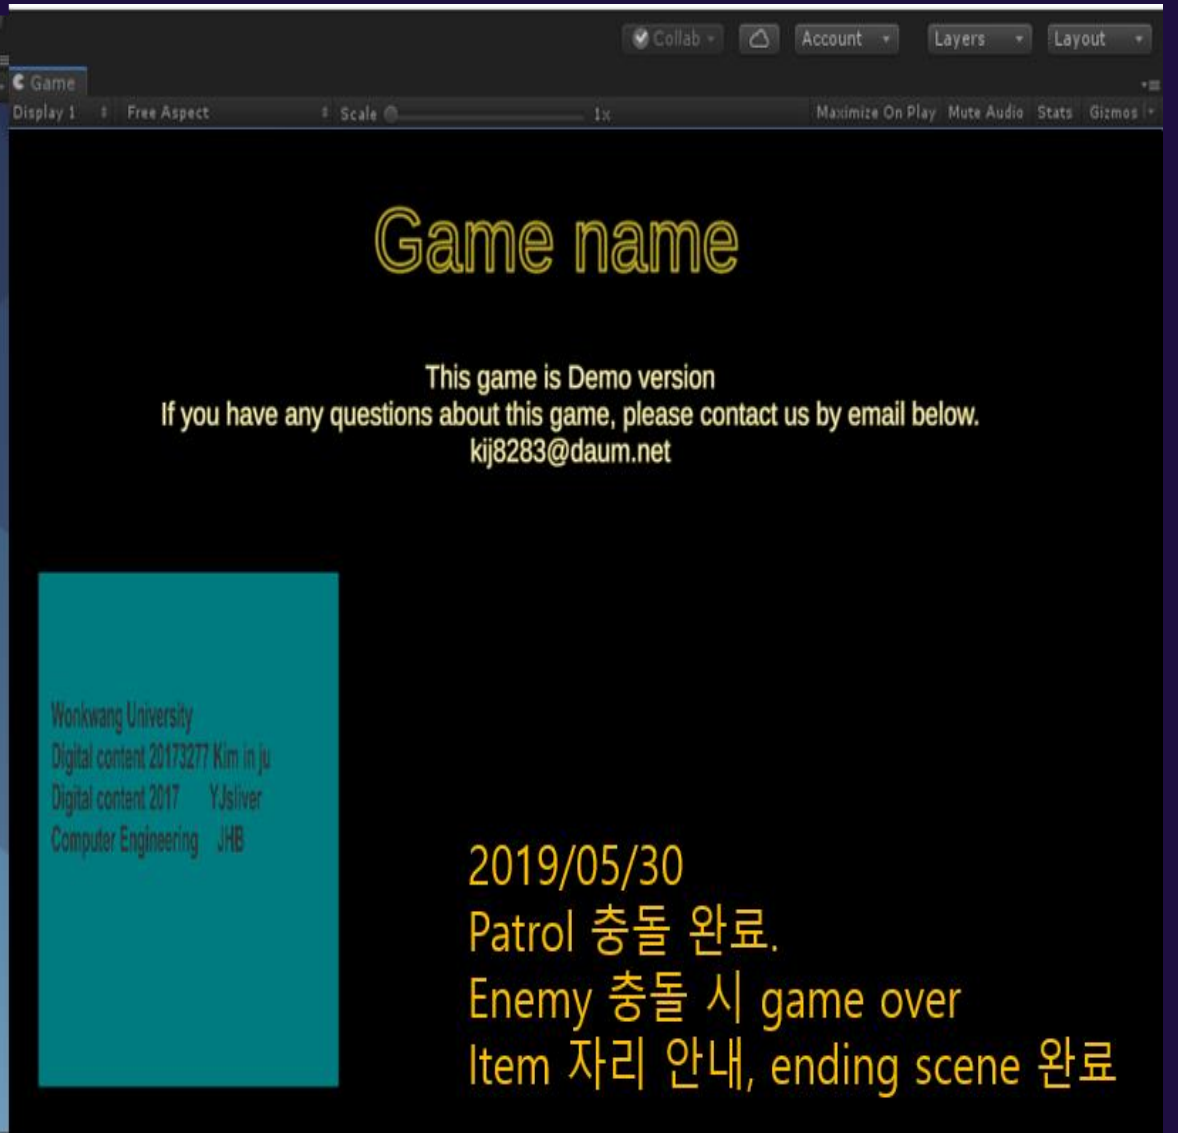 Collab Account Layers Layout
Game
Display 1 Free Aspect Scale 1x Maximize On Play Mute Audio Stats Gizmos
Game name
This game is Demo version
If you have any questions about this game, please contact us by email below.
kij8283@daum.net
Wonkwang University
Digital content 20173277 Kim in ju
Digital content 2017 YJsliver
Computer Engineering JHB
2019/05/30
Patrol 충돌 완료.
Enemy 충돌 시 game over
Item 자리 안내, ending scene 완료